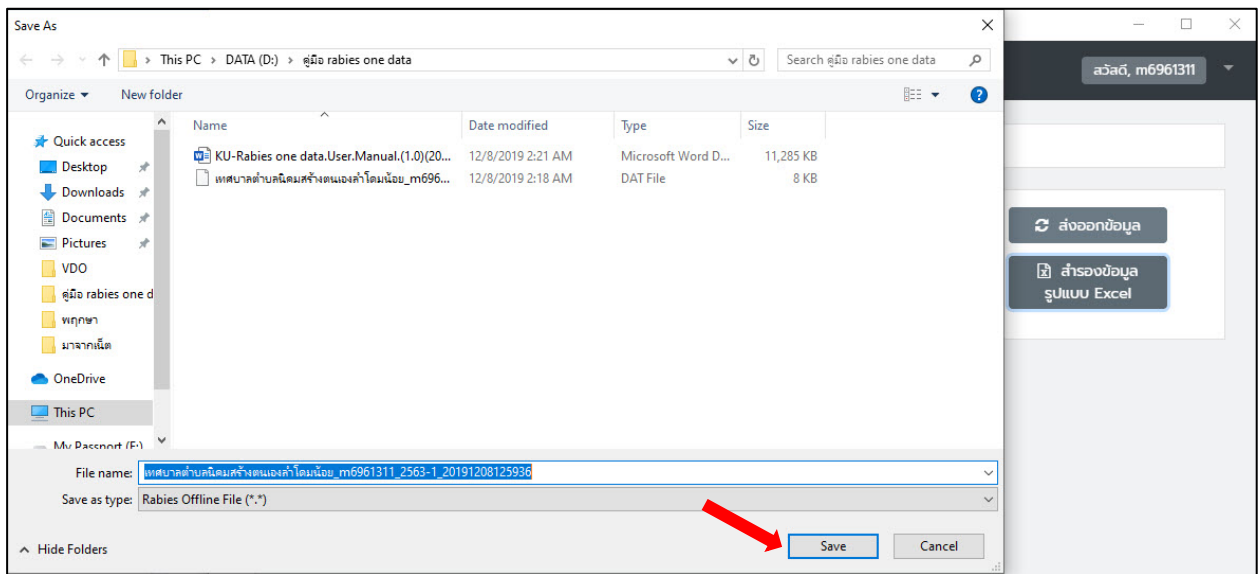 Save As
This PC > DATA (D:) > คู่มือ rabies one data
Search คู่มือ rabies one data
สวัสดี, m6961311
Organize
New folder
Name
Date modified
Type
Size
Quick access
Desktop
Downloads
Documents
Pictures
VDO
คู่มือ rabies one d
พฤกษา
มาจากเน็ต
OneDrive
This PC
My Passport (F:)
KU-Rabies one data.User.Manual.(1.0)(20... 12/8/2019 2:21 AM Microsoft Word D... 11,285 KB
เทศบาลตำบลนิคมสร้างตนเองลำโดมน้อย_m696... 12/8/2019 2:18 AM DAT File 8 KB
ส่งออกข้อมูล
สำรองข้อมูล
รูปแบบ Excel
File name: เทศบาลตำบลนิคมสร้างตนเองลำโดมน้อย_m6961311_2563-1_20191208125936
Save as type: Rabies Offline File (*.*)
Hide Folders
Save
Cancel